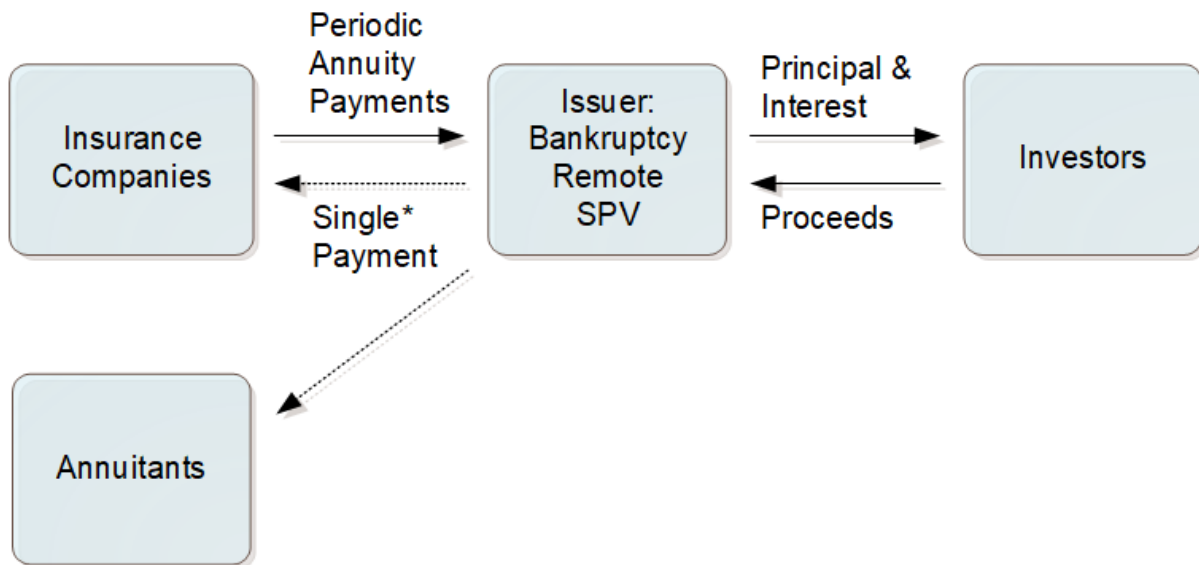 Periodic
Annuity
Payments
Insurance
Companies
Single*
Payment
Issuer:
Bankruptcy
Remote
SPV
Principal &
Interest
Proceeds
Investors
Annuitants